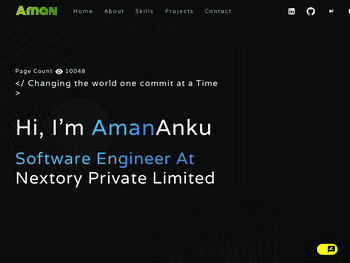 Aman Home About Skills Projects Contact
Page Count 10048
</ Changing the world one commit at a Time
>
Hi, I'm AmanAnku
Software Engineer At
Nextory Private Limited